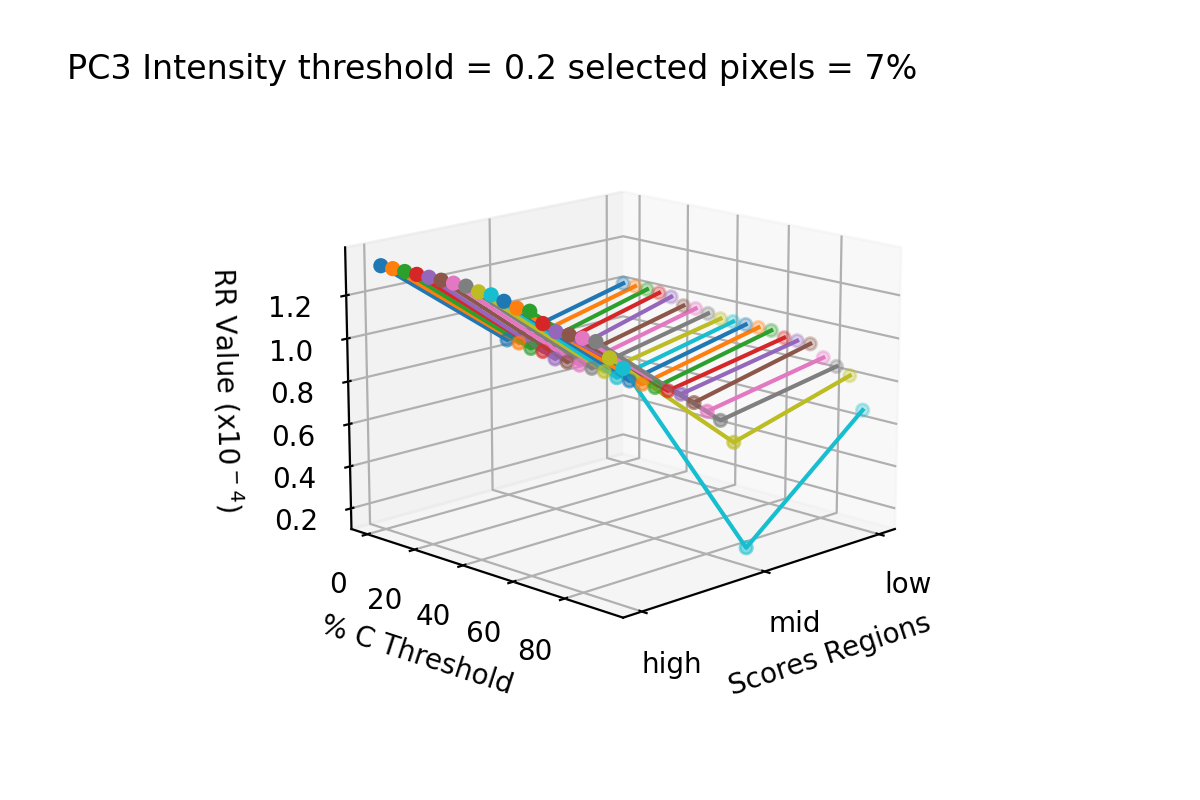 PC3 Intensity threshold = 0.2 selected pixels = 7%
RR Value (x10⁻⁴)
1.2
1.0
0.8
0.6
0.4
0.2
0
20
40
60
80
% C Threshold
high
mid
low
Scores Regions